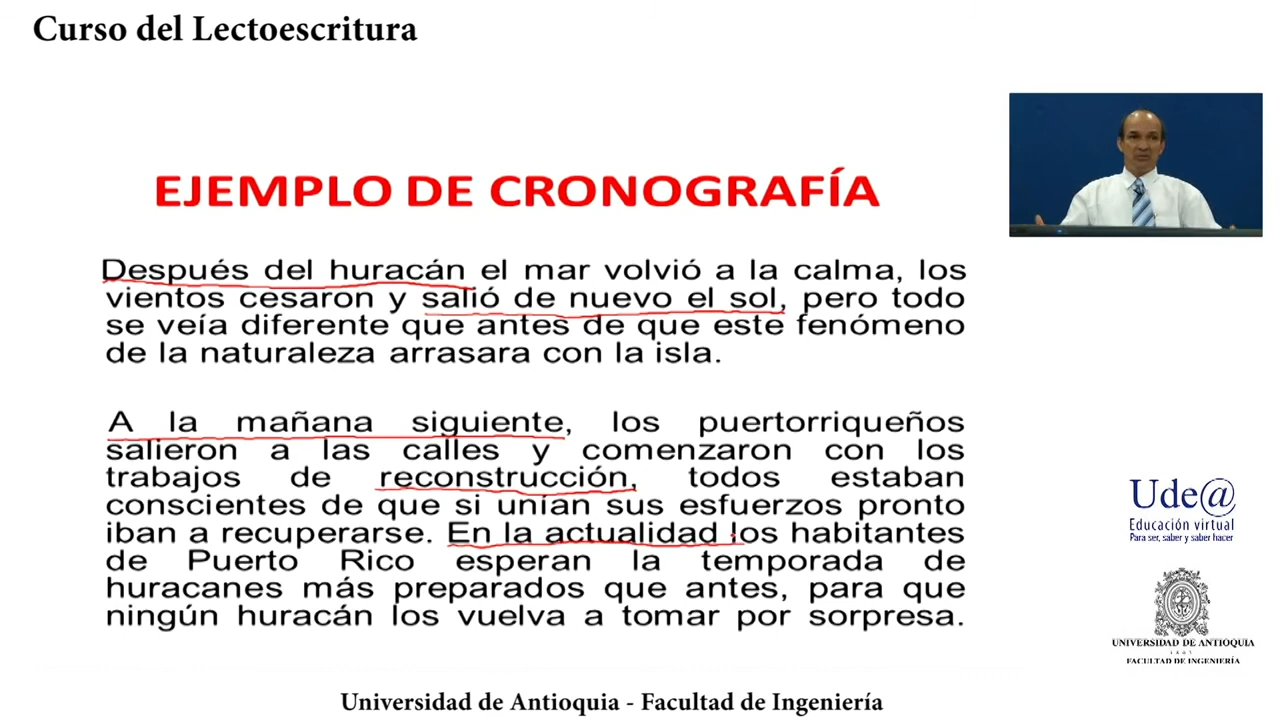 Curso del Lectoescritura
EJEMPLO DE CRONOGRAFÍA
Después del huracán el mar volvió a la calma, los
vientos cesaron y salió de nuevo el sol, pero todo
se veía diferente que antes de que este fenómeno
de la naturaleza arrasara con la isla.
A la mañana siguiente, los puertorriqueños
salieron a las calles y comenzaron con los
trabajos de reconstrucción, todos estaban
conscientes de que si unían sus esfuerzos pronto
iban a recuperarse. En la actualidad los habitantes
de Puerto Rico esperan la temporada de
huracanes más preparados que antes, para que
ningún huracán los vuelva a tomar por sorpresa.
Ude@
Educación virtual
Para ser, saber y saber hacer
UNIVERSIDAD DE ANTIOQUIA
1803
FACULTAD DE INGENIERÍA
Universidad de Antioquia - Facultad de Ingeniería